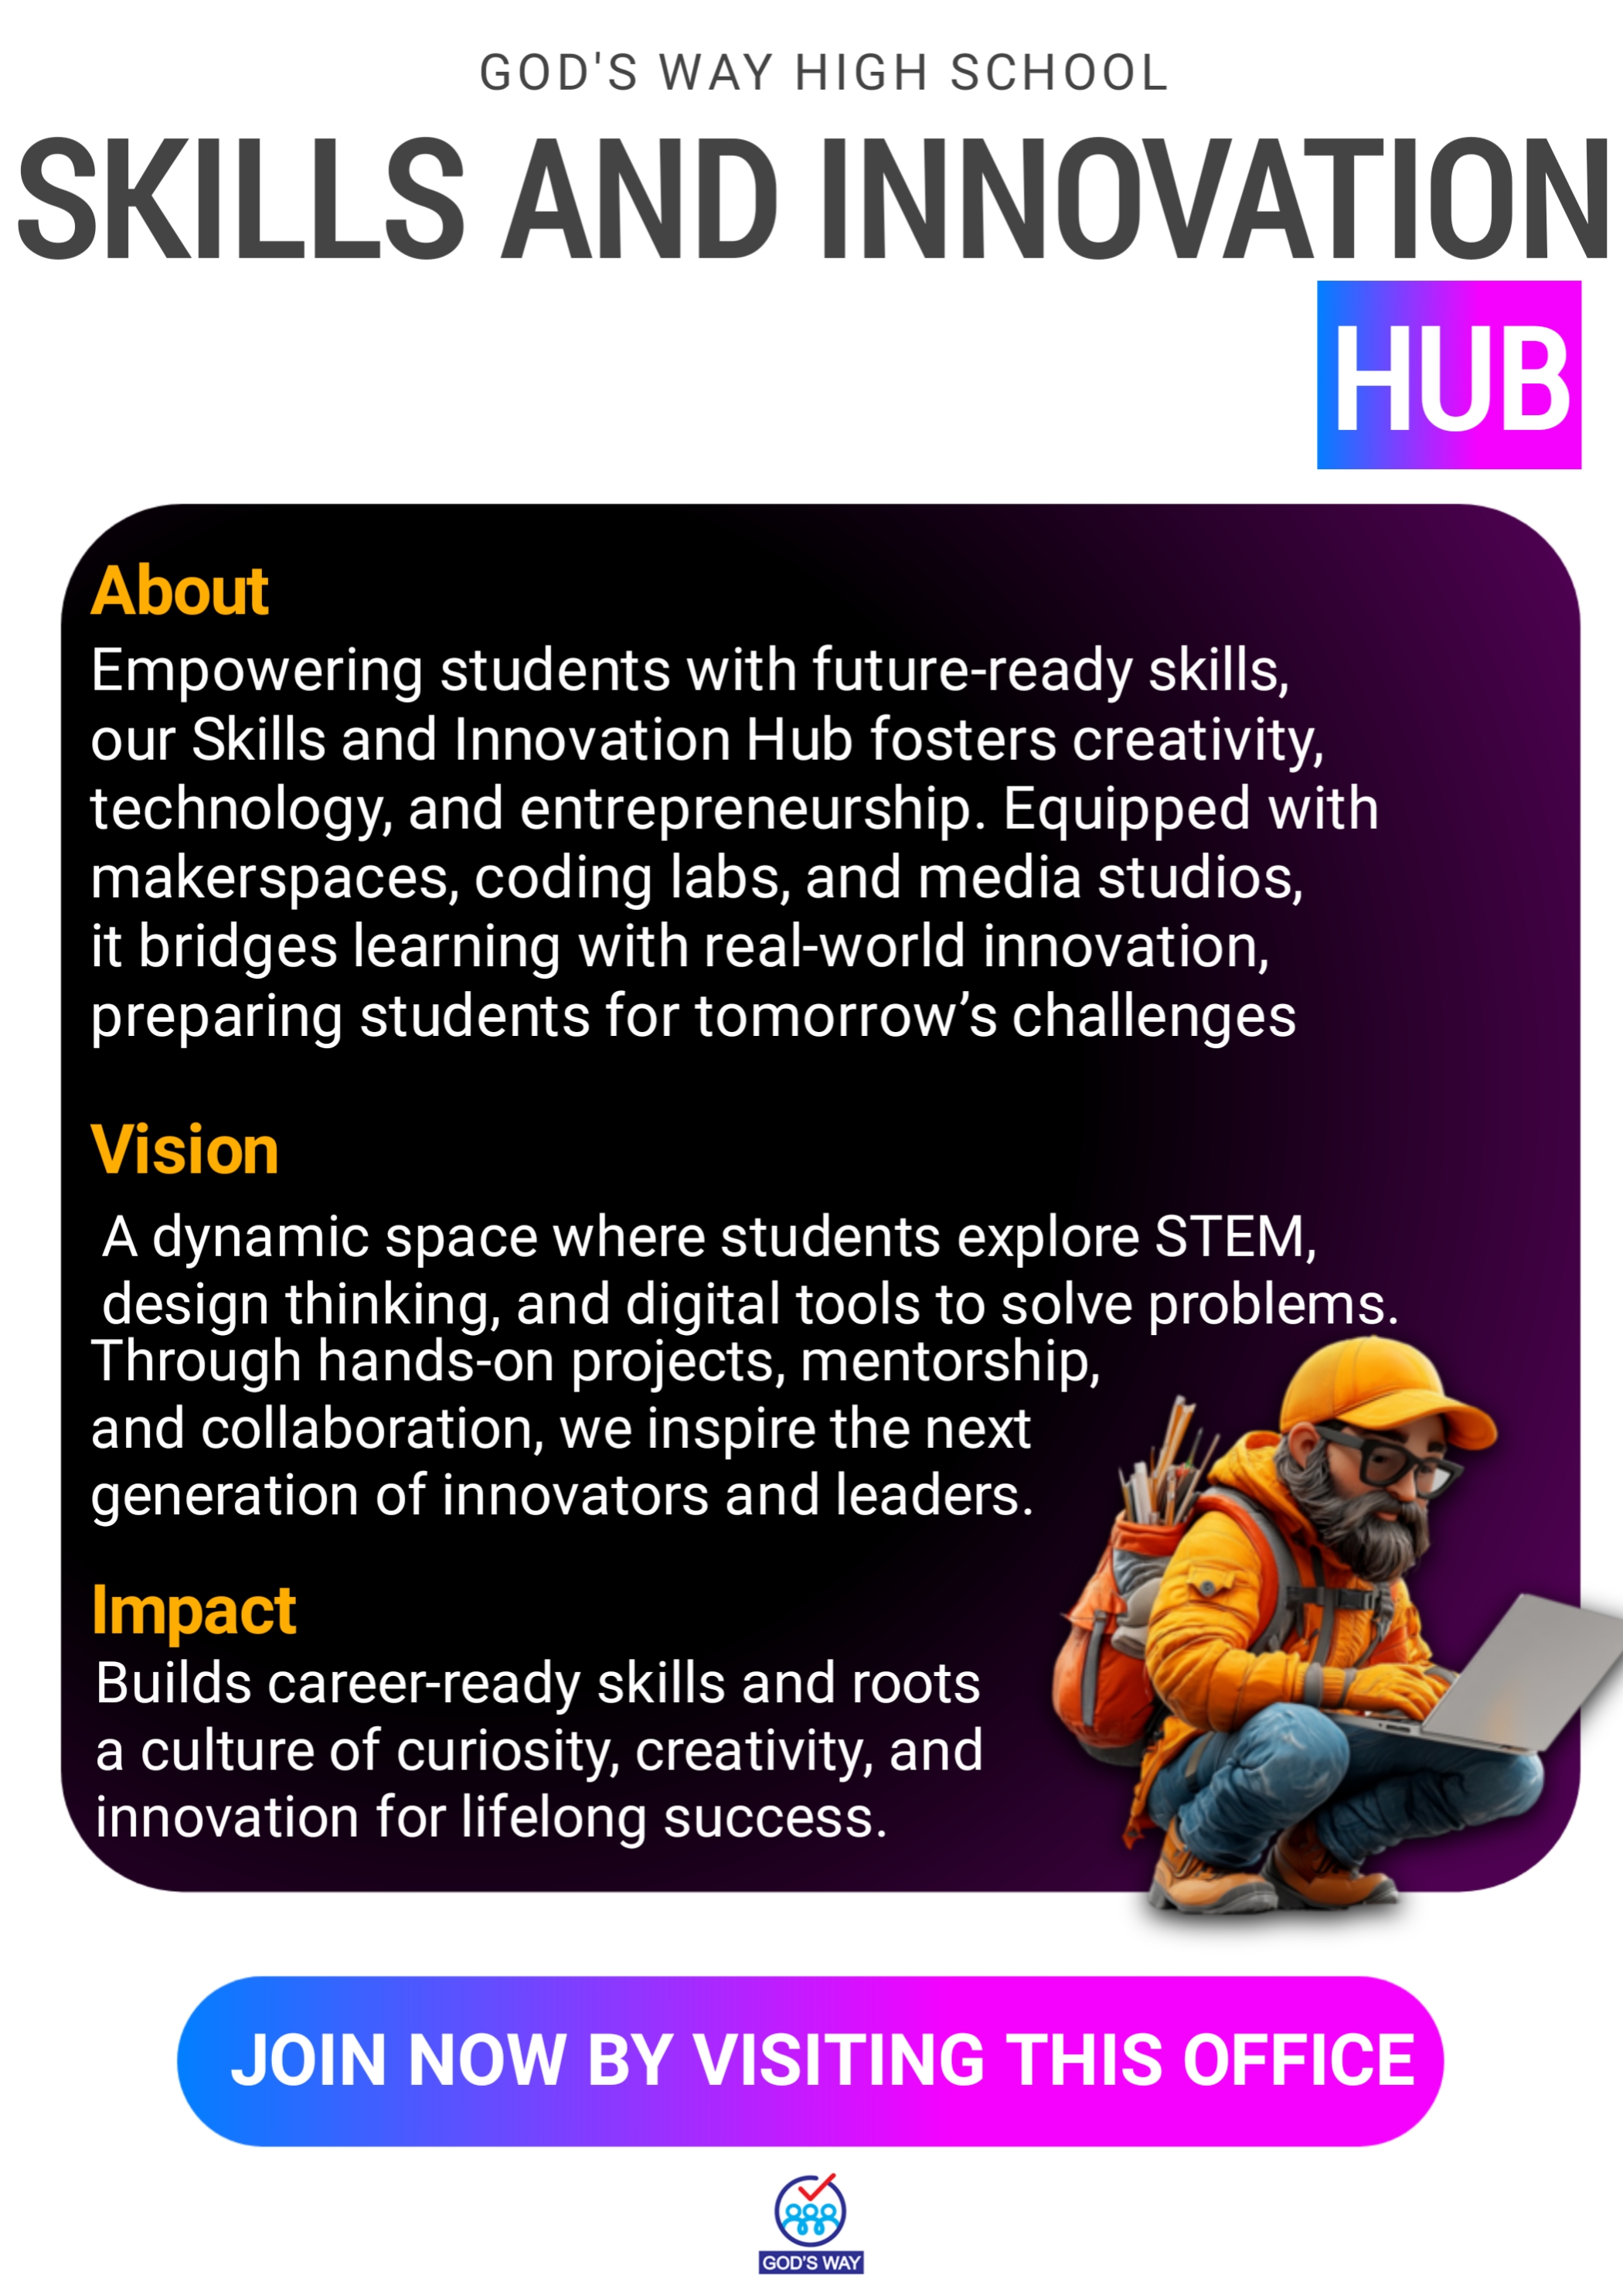 GOD'S WAY HIGH SCHOOL
SKILLS AND INNOVATION
HUB
About
Empowering students with future-ready skills,
our Skills and Innovation Hub fosters creativity,
technology, and entrepreneurship. Equipped with
makerspaces, coding labs, and media studios,
it bridges learning with real-world innovation,
preparing students for tomorrow’s challenges
Vision
A dynamic space where students explore STEM,
design thinking, and digital tools to solve problems.
Through hands-on projects, mentorship,
and collaboration, we inspire the next
generation of innovators and leaders.
Impact
Builds career-ready skills and roots
a culture of curiosity, creativity, and
innovation for lifelong success.
JOIN NOW BY VISITING THIS OFFICE
GOD'S WAY